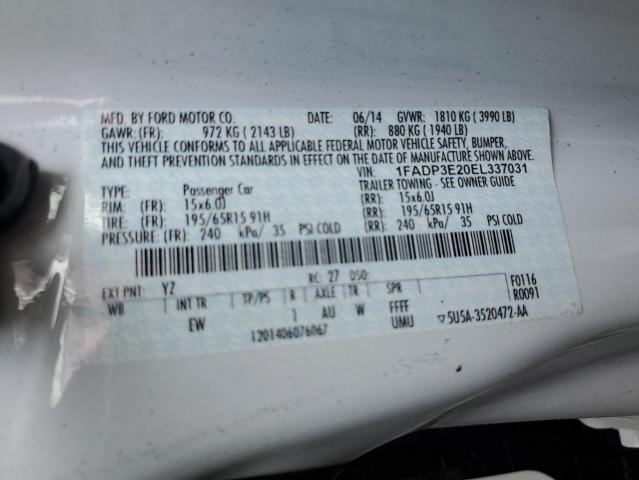 MFD. BY FORD MOTOR CO. DATE: 06/14 GVWR: 1810 KG (3990 LB)
GAWR: (FR): 972 KG (2143 LB) (RR): 880 KG (1940 LB)
THIS VEHICLE CONFORMS TO ALL APPLICABLE FEDERAL MOTOR VEHICLE SAFETY, BUMPER,
AND THEFT PREVENTION STANDARDS IN EFFECT ON THE DATE OF MANUFACTURE SHOWN ABOVE.
VIN: 1FADP3E20EL337031
TYPE: Passenger Car TRAILER TOWING - SEE OWNER GUIDE
RIM: (FR): 15x6.0J (RR): 15x6.0J
TIRE: (FR): 195/65R15 91H (RR): 195/65R15 91H
PRESSURE: (FR): 240 kPa/ 35 PSI COLD (RR): 240 kPa/ 35 PSI COLD
EXT PNT: YZ RC: 27 DSO: F0116
WB INT TR TP/PS R AXLE TR SPR R0091
EW 1 AU W FFFF
1201406076067 UMU ▽5U5A-3520472-AA